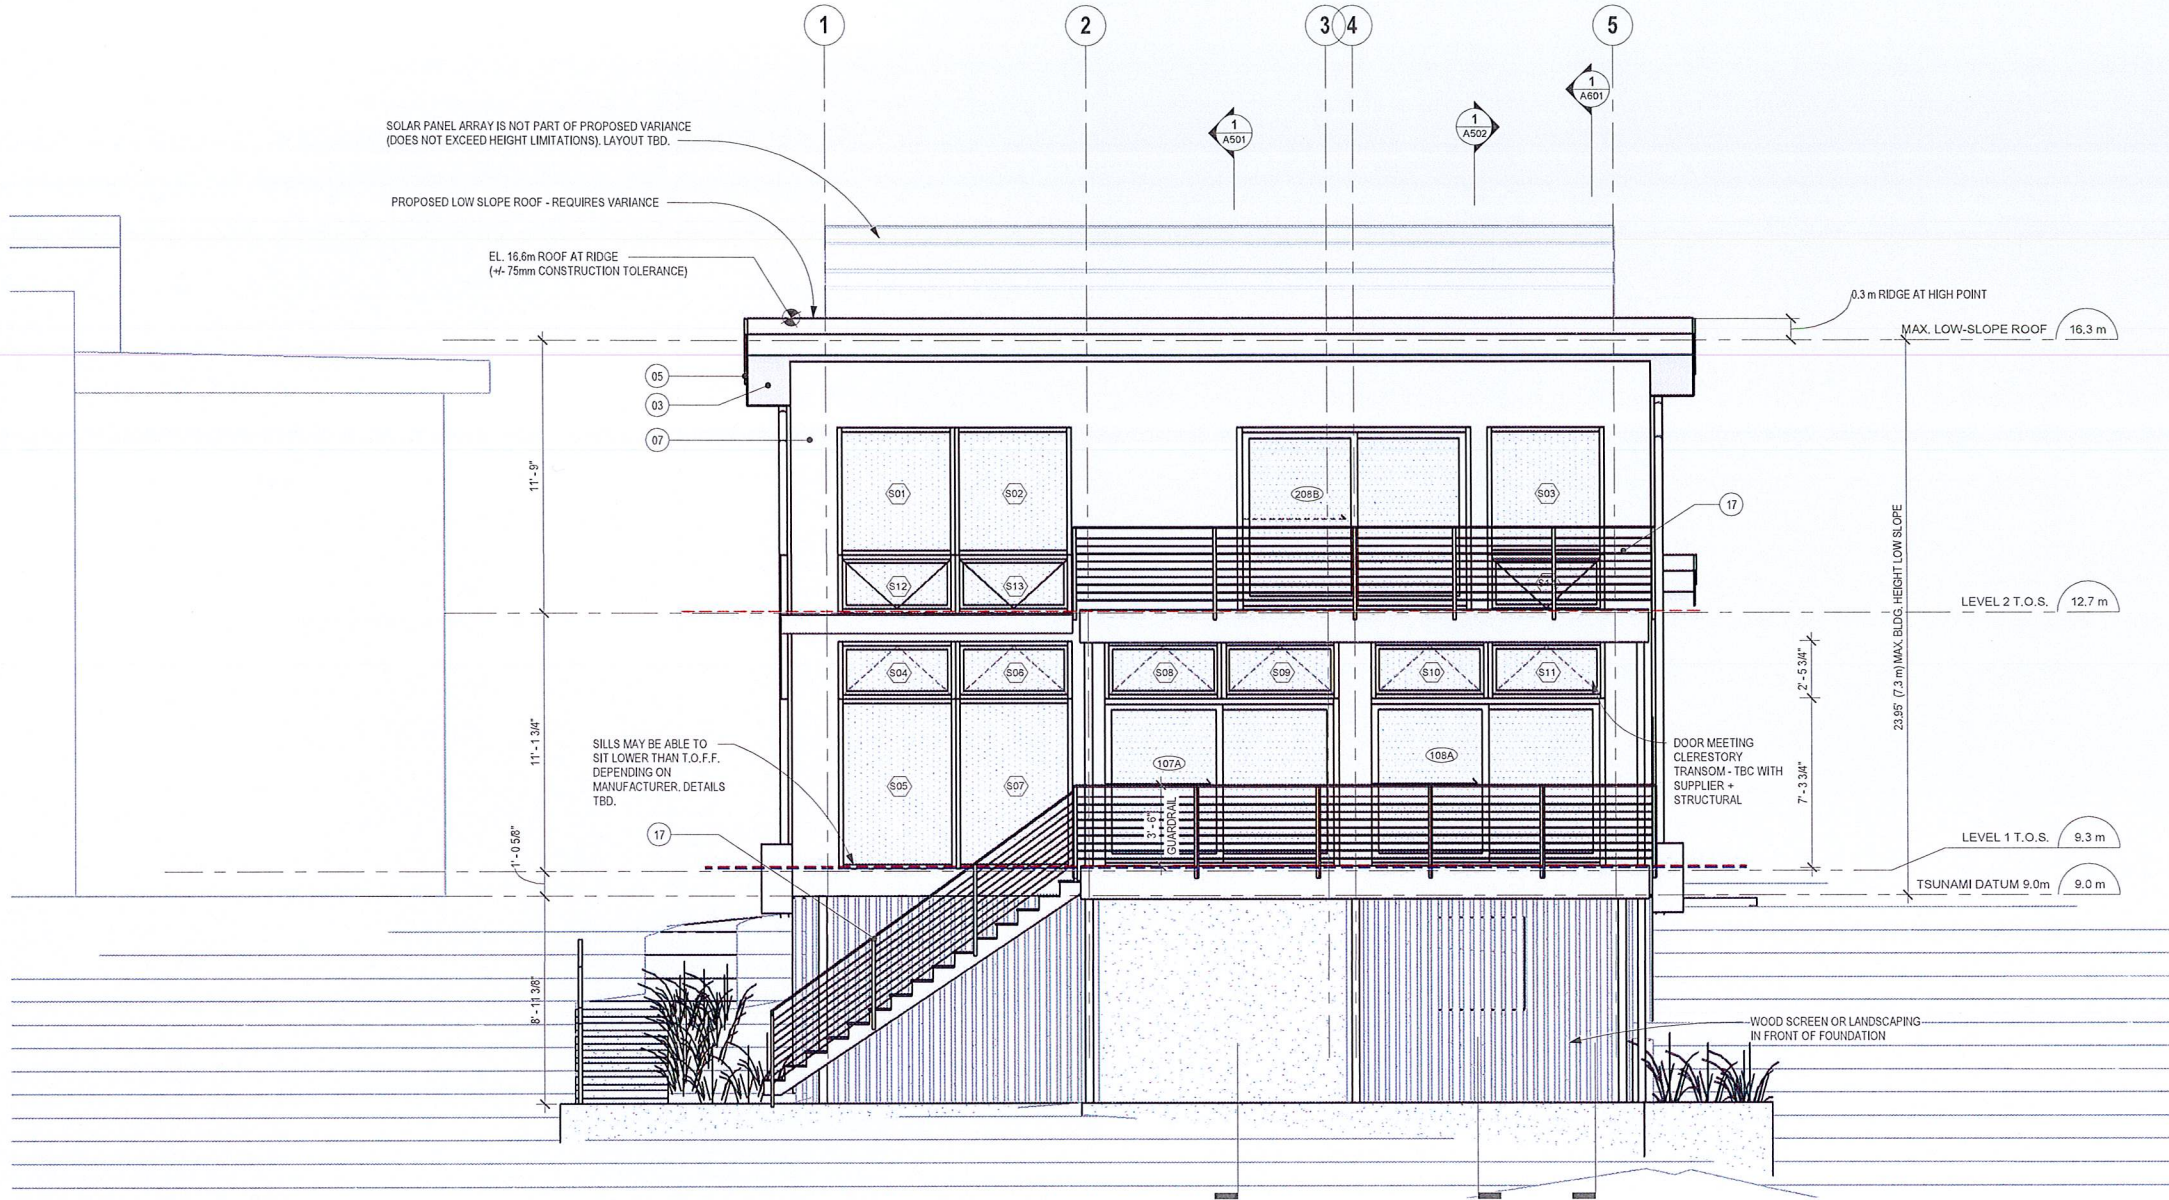 1
2
3
4
5
1
A601
1
A501
1
A502
SOLAR PANEL ARRAY IS NOT PART OF PROPOSED VARIANCE
(DOES NOT EXCEED HEIGHT LIMITATIONS). LAYOUT TBD.
PROPOSED LOW SLOPE ROOF - REQUIRES VARIANCE
EL. 16.6m ROOF AT RIDGE
(+/- 75mm CONSTRUCTION TOLERANCE)
0.3 m RIDGE AT HIGH POINT
MAX. LOW-SLOPE ROOF
16.3 m
05
03
07
11' - 9"
S01
S02
208B
S03
17
S12
S13
23.95' (7.3 m) MAX. BLDG. HEIGHT LOW SLOPE
LEVEL 2 T.O.S.
12.7 m
S04
S06
S08
S09
S10
S11
2' - 5 3/4"
11' - 1 3/4"
SILLS MAY BE ABLE TO
SIT LOWER THAN T.O.F.F.
DEPENDING ON
MANUFACTURER. DETAILS
TBD.
S05
S07
107A
108A
DOOR MEETING
CLERESTORY
TRANSOM - TBC WITH
SUPPLIER +
STRUCTURAL
7' - 3 3/4"
3' - 6"
GUARDRAIL
17
1' - 0 5/8"
LEVEL 1 T.O.S.
9.3 m
TSUNAMI DATUM 9.0m
9.0 m
8' - 11 3/8"
WOOD SCREEN OR LANDSCAPING
IN FRONT OF FOUNDATION